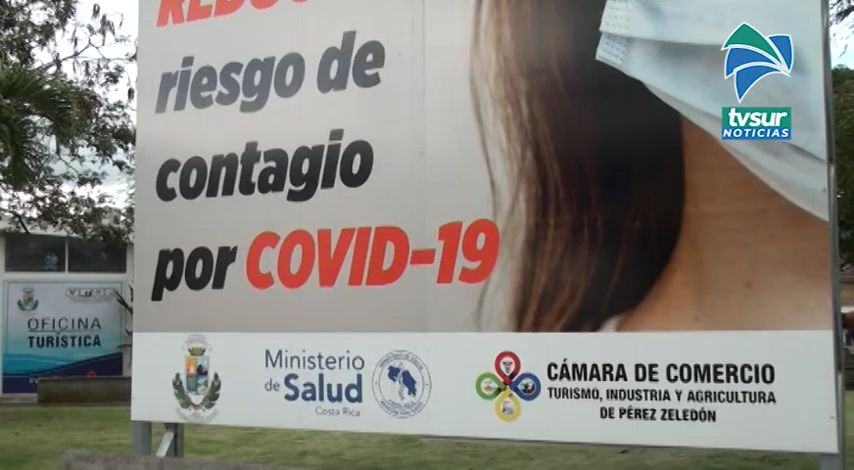 riesgo de
contagio
por COVID-19
tvsur
NOTICIAS
OFICINA
TURÍSTICA
Ministerio
de Salud
Costa Rica
CÁMARA DE COMERCIO
TURISMO, INDUSTRIA Y AGRICULTURA
DE PÉREZ ZELEDÓN